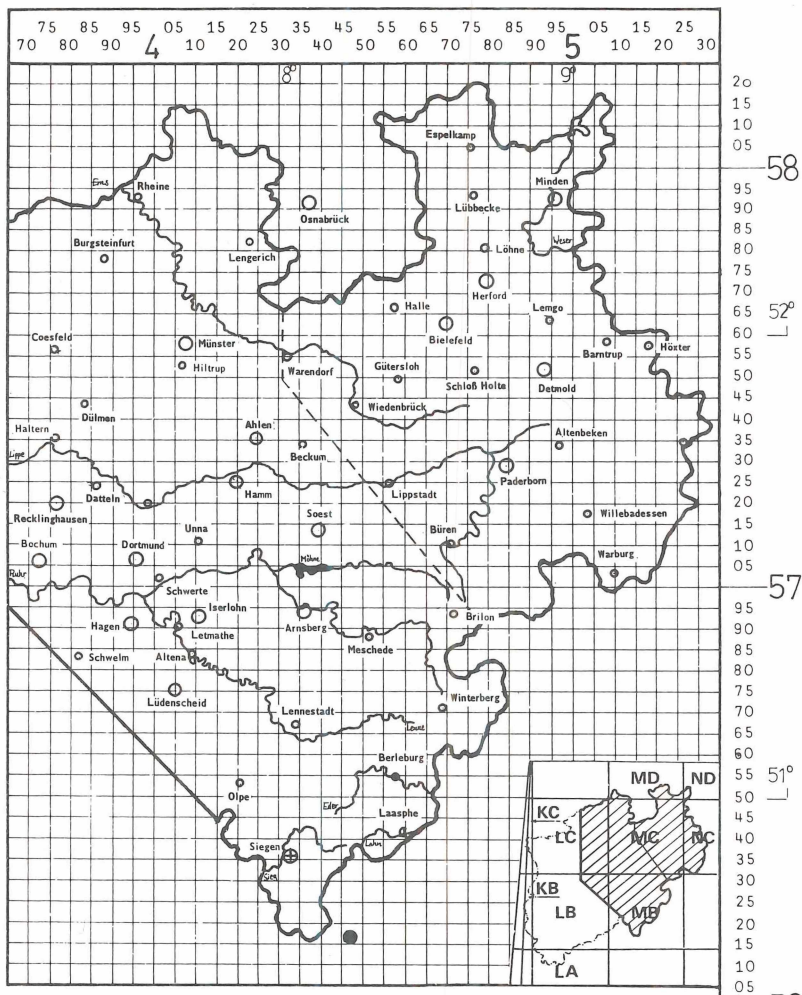 75 85 95 4 05 15 25 35 45 55 65 75 85 95 5 05 15 25
70 80 90 10 20 30 40 50 60 70 80 90 10 20 30
8° 9°
20
15
10
Espelkamp 05
58
Ems Rheine Minden 95
Osnabrück Lübbecke 90
Weser 85
Burgsteinfurt Lengerich Löhne 80
75
Herford 70
Halle Lemgo 65
52°
Coesfeld Münster Bielefeld Barntrup Höxter 60
Hiltrup Warendorf Gütersloh Schloß Holte Detmold 55
50
Wiedenbrück 45
Dülmen 40
Haltern Ahlen Altenbeken 35
Lippe Beckum 30
Datteln Hamm Lippstadt Paderborn 25
Recklinghausen Soest Willebadessen 20
15
Unna Büren 10
Bochum Dortmund Möhne Warburg 05
Ruhr Schwerte 57
Iserlohn Arnsberg Brilon 95
Hagen Letmathe 90
Schwelm Altena Meschede 85
80
Lüdenscheid 75
Lennestadt Winterberg 70
Lenne 65
60
Berleburg 55
51°
Olpe Eder 50
Laasphe 45
Siegen Lahn 40
35
Sieg 30
25
20
15
10
05
MD ND
KC
LC MC NC
KB
LB MB
LA